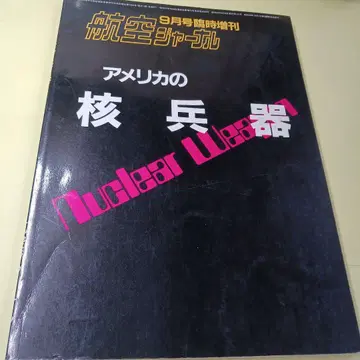 航空ジャーナル
9月号臨時増刊
アメリカの
核兵器
Nuclear Weapon